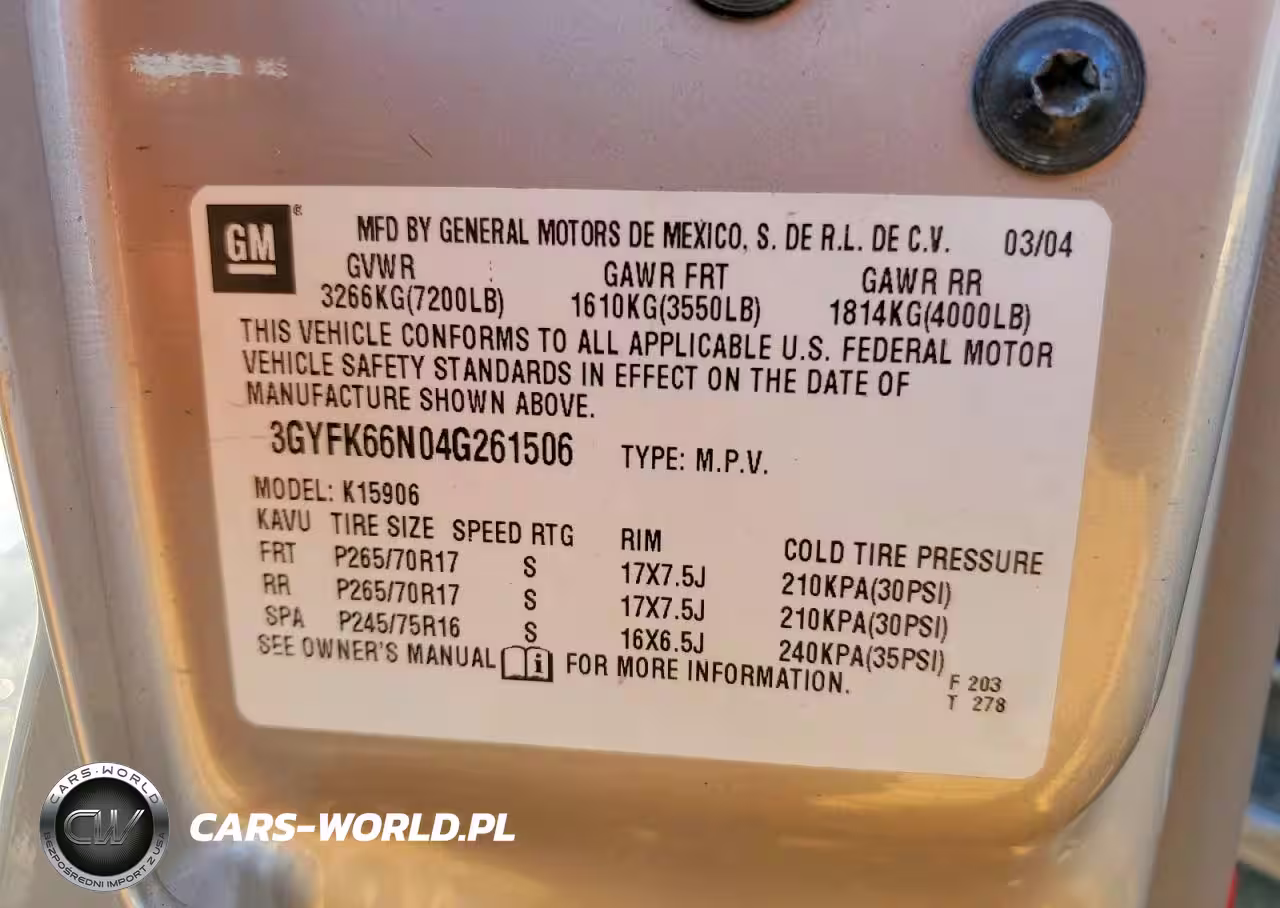 GM ®
MFD BY GENERAL MOTORS DE MEXICO, S. DE R.L. DE C.V. 03/04
GVWR GAWR FRT GAWR RR
3266KG(7200LB) 1610KG(3550LB) 1814KG(4000LB)
THIS VEHICLE CONFORMS TO ALL APPLICABLE U.S. FEDERAL MOTOR
VEHICLE SAFETY STANDARDS IN EFFECT ON THE DATE OF
MANUFACTURE SHOWN ABOVE.
3GYFK66N04G261506 TYPE: M.P.V.
MODEL: K15906
KAVU TIRE SIZE SPEED RTG RIM COLD TIRE PRESSURE
FRT P265/70R17 S 17X7.5J 210KPA(30PSI)
RR P265/70R17 S 17X7.5J 210KPA(30PSI)
SPA P245/75R16 S 16X6.5J 240KPA(35PSI)
SEE OWNER'S MANUAL i FOR MORE INFORMATION.
F 203
T 278
CARS-WORLD
CW
BEZPOŚREDNI IMPORT Z USA
CARS-WORLD.PL